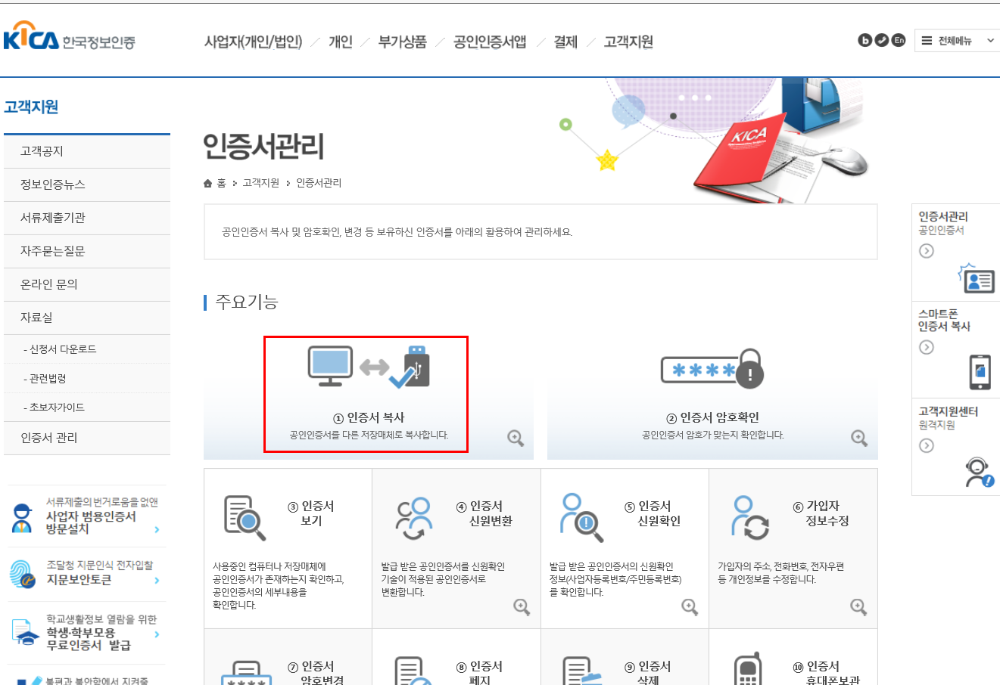 KICA 한국정보인증
사업자(개인/법인) / 개인 / 부가상품 / 공인인증서앱 / 결제 / 고객지원
b En 전체메뉴
고객지원
고객공지
정보인증뉴스
서류제출기관
자주묻는질문
온라인 문의
자료실
- 신청서 다운로드
- 관련법령
- 초보자가이드
인증서 관리
서류제출의 번거로움을 없앤
사업자 범용인증서
방문설치
조달청 지문인식 전자입찰
지문보안토큰
학교생활정보 열람을 위한
학생·학부모용
무료인증서 발급
불편과 불안함에서 지켜줄
KICA
인증서관리
홈 > 고객지원 > 인증서관리
공인인증서 복사 및 암호확인, 변경 등 보유하신 인증서를 아래의 활용하여 관리하세요.
주요기능
① 인증서 복사
공인인증서를 다른 저장매체로 복사합니다.
****!
② 인증서 암호확인
공인인증서 암호가 맞는지 확인합니다.
③ 인증서
보기
사용중인 컴퓨터나 저장매체에
공인인증서가 존재하는지 확인하고,
공인인증서의 세부내용을
확인합니다.
④ 인증서
신원변환
발급 받은 공인인증서를 신원확인
기술이 적용된 공인인증서로
변환합니다.
⑤ 인증서
신원확인
발급 받은 공인인증서의 신원확인
정보(사업자등록번호/주민등록번호)
를 확인합니다.
⑥ 가입자
정보수정
가입자의 주소, 전화번호, 전자우편
등 개인정보를 수정합니다.
⑦ 인증서
암호변경
****
⑧ 인증서
폐지
⑨ 인증서
삭제
⑩ 인증서
휴대폰보관
인증서관리
공인인증서
스마트폰
인증서 복사
고객지원센터
원격지원